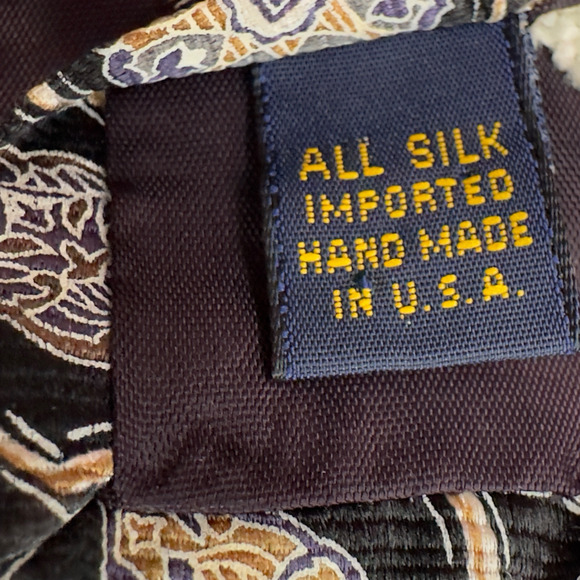 ALL SILK
IMPORTED
HAND MADE
IN U.S.A.